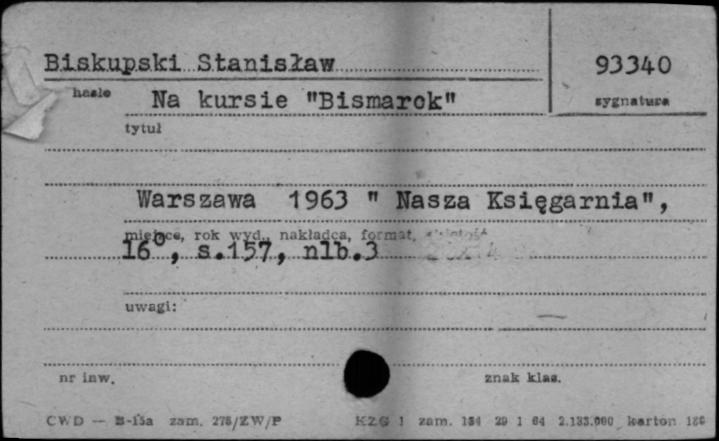 Biskupski Stanisław
93340
hasło
Na kursie "Bismarok"
sygnatura
tytuł
Warszawa 1963 " Nasza Księgarnia",
miejsce, rok wyd., nakładca, format,
16°, s.157, nlb.3
uwagi:
nr inw.
znak klas.
CWD — B-15a zam. 278/ZW/P KZG 1 zam. 184 29 1 64 2.133.000 karton